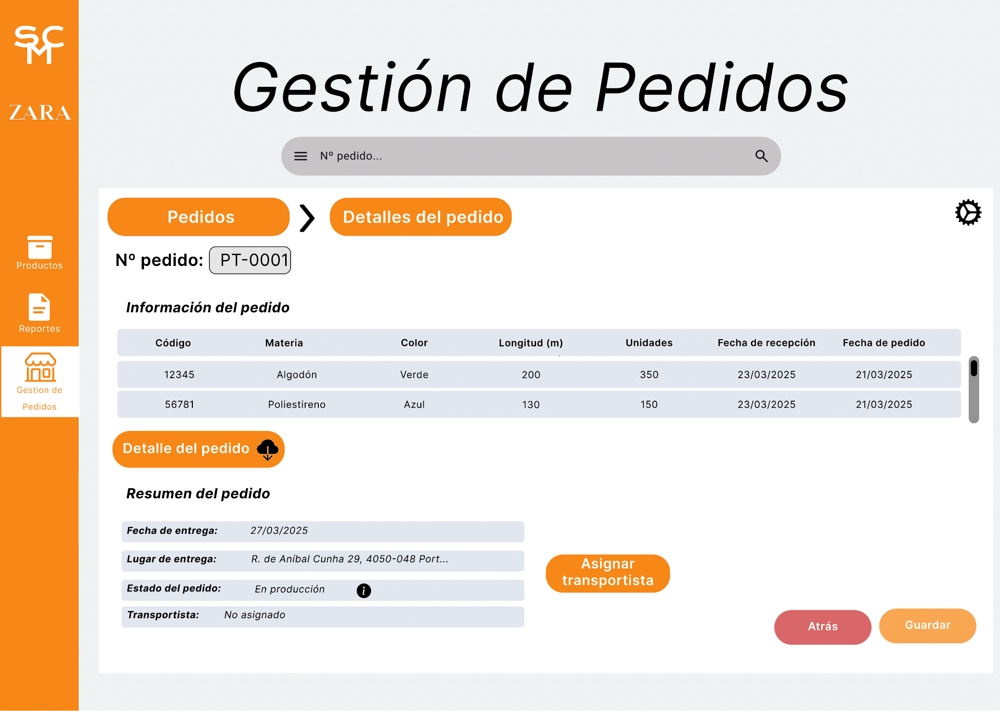 SCM
ZARA
Gestión de Pedidos
Nº pedido...
Productos
Reportes
Gestion de
Pedidos
Pedidos
Detalles del pedido
Nº pedido: PT-0001
Información del pedido
Código Materia Color Longitud (m) Unidades Fecha de recepción Fecha de pedido
12345 Algodón Verde 200 350 23/03/2025 21/03/2025
56781 Poliestireno Azul 130 150 23/03/2025 21/03/2025
Detalle del pedido
Resumen del pedido
Fecha de entrega: 27/03/2025
Lugar de entrega: R. de Aníbal Cunha 29, 4050-048 Port...
Estado del pedido: En producción i
Transportista: No asignado
Asignar
transportista
Atrás
Guardar